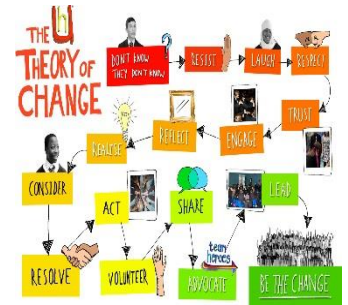 THE
THEORY OF
CHANGE
DON'T KNOW
THEY DON'T KNOW
RESIST
LAUGH
RESPECT
TRUST
ENGAGE
REFLECT
REALISE
CONSIDER
RESOLVE
ACT
VOLUNTEER
SHARE
ADVOCATE
team
heroes
LEAD
BE THE CHANGE